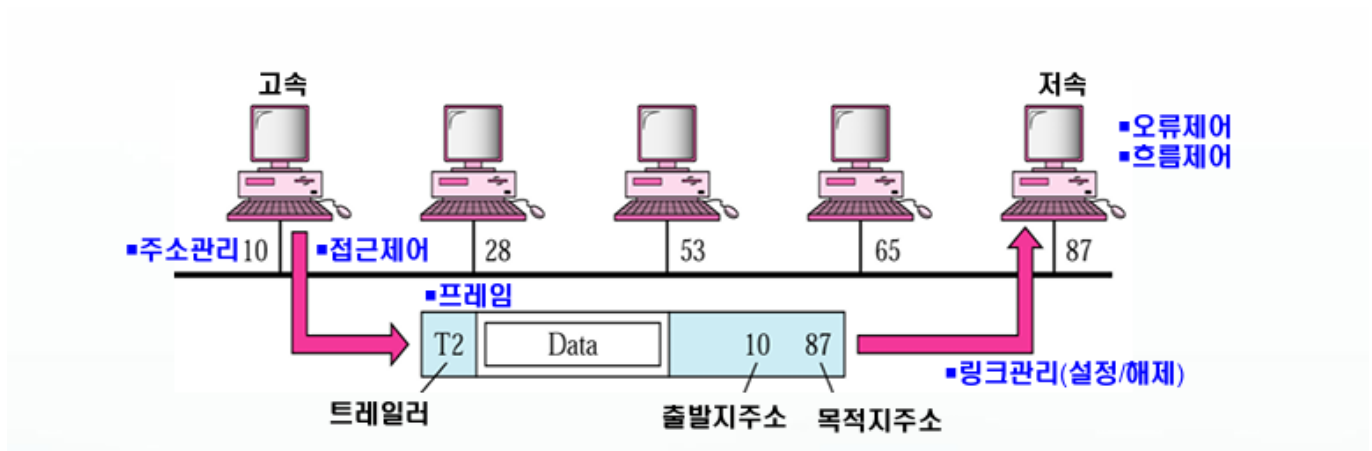 고속
저속
▪오류제어
▪흐름제어
▪주소관리 10 ▪접근제어 28 53 65 87
▪프레임
T2 Data 10 87
▪링크관리(설정/해제)
트레일러 출발지주소 목적지주소